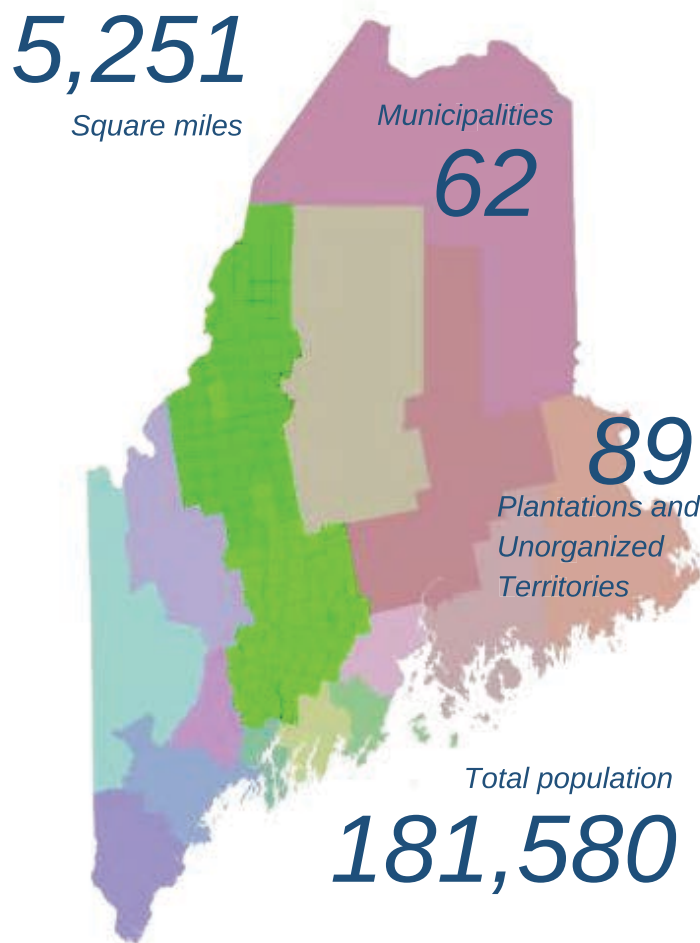 5,251
Square miles
Municipalities
62
89
Plantations and
Unorganized
Territories
Total population
181,580